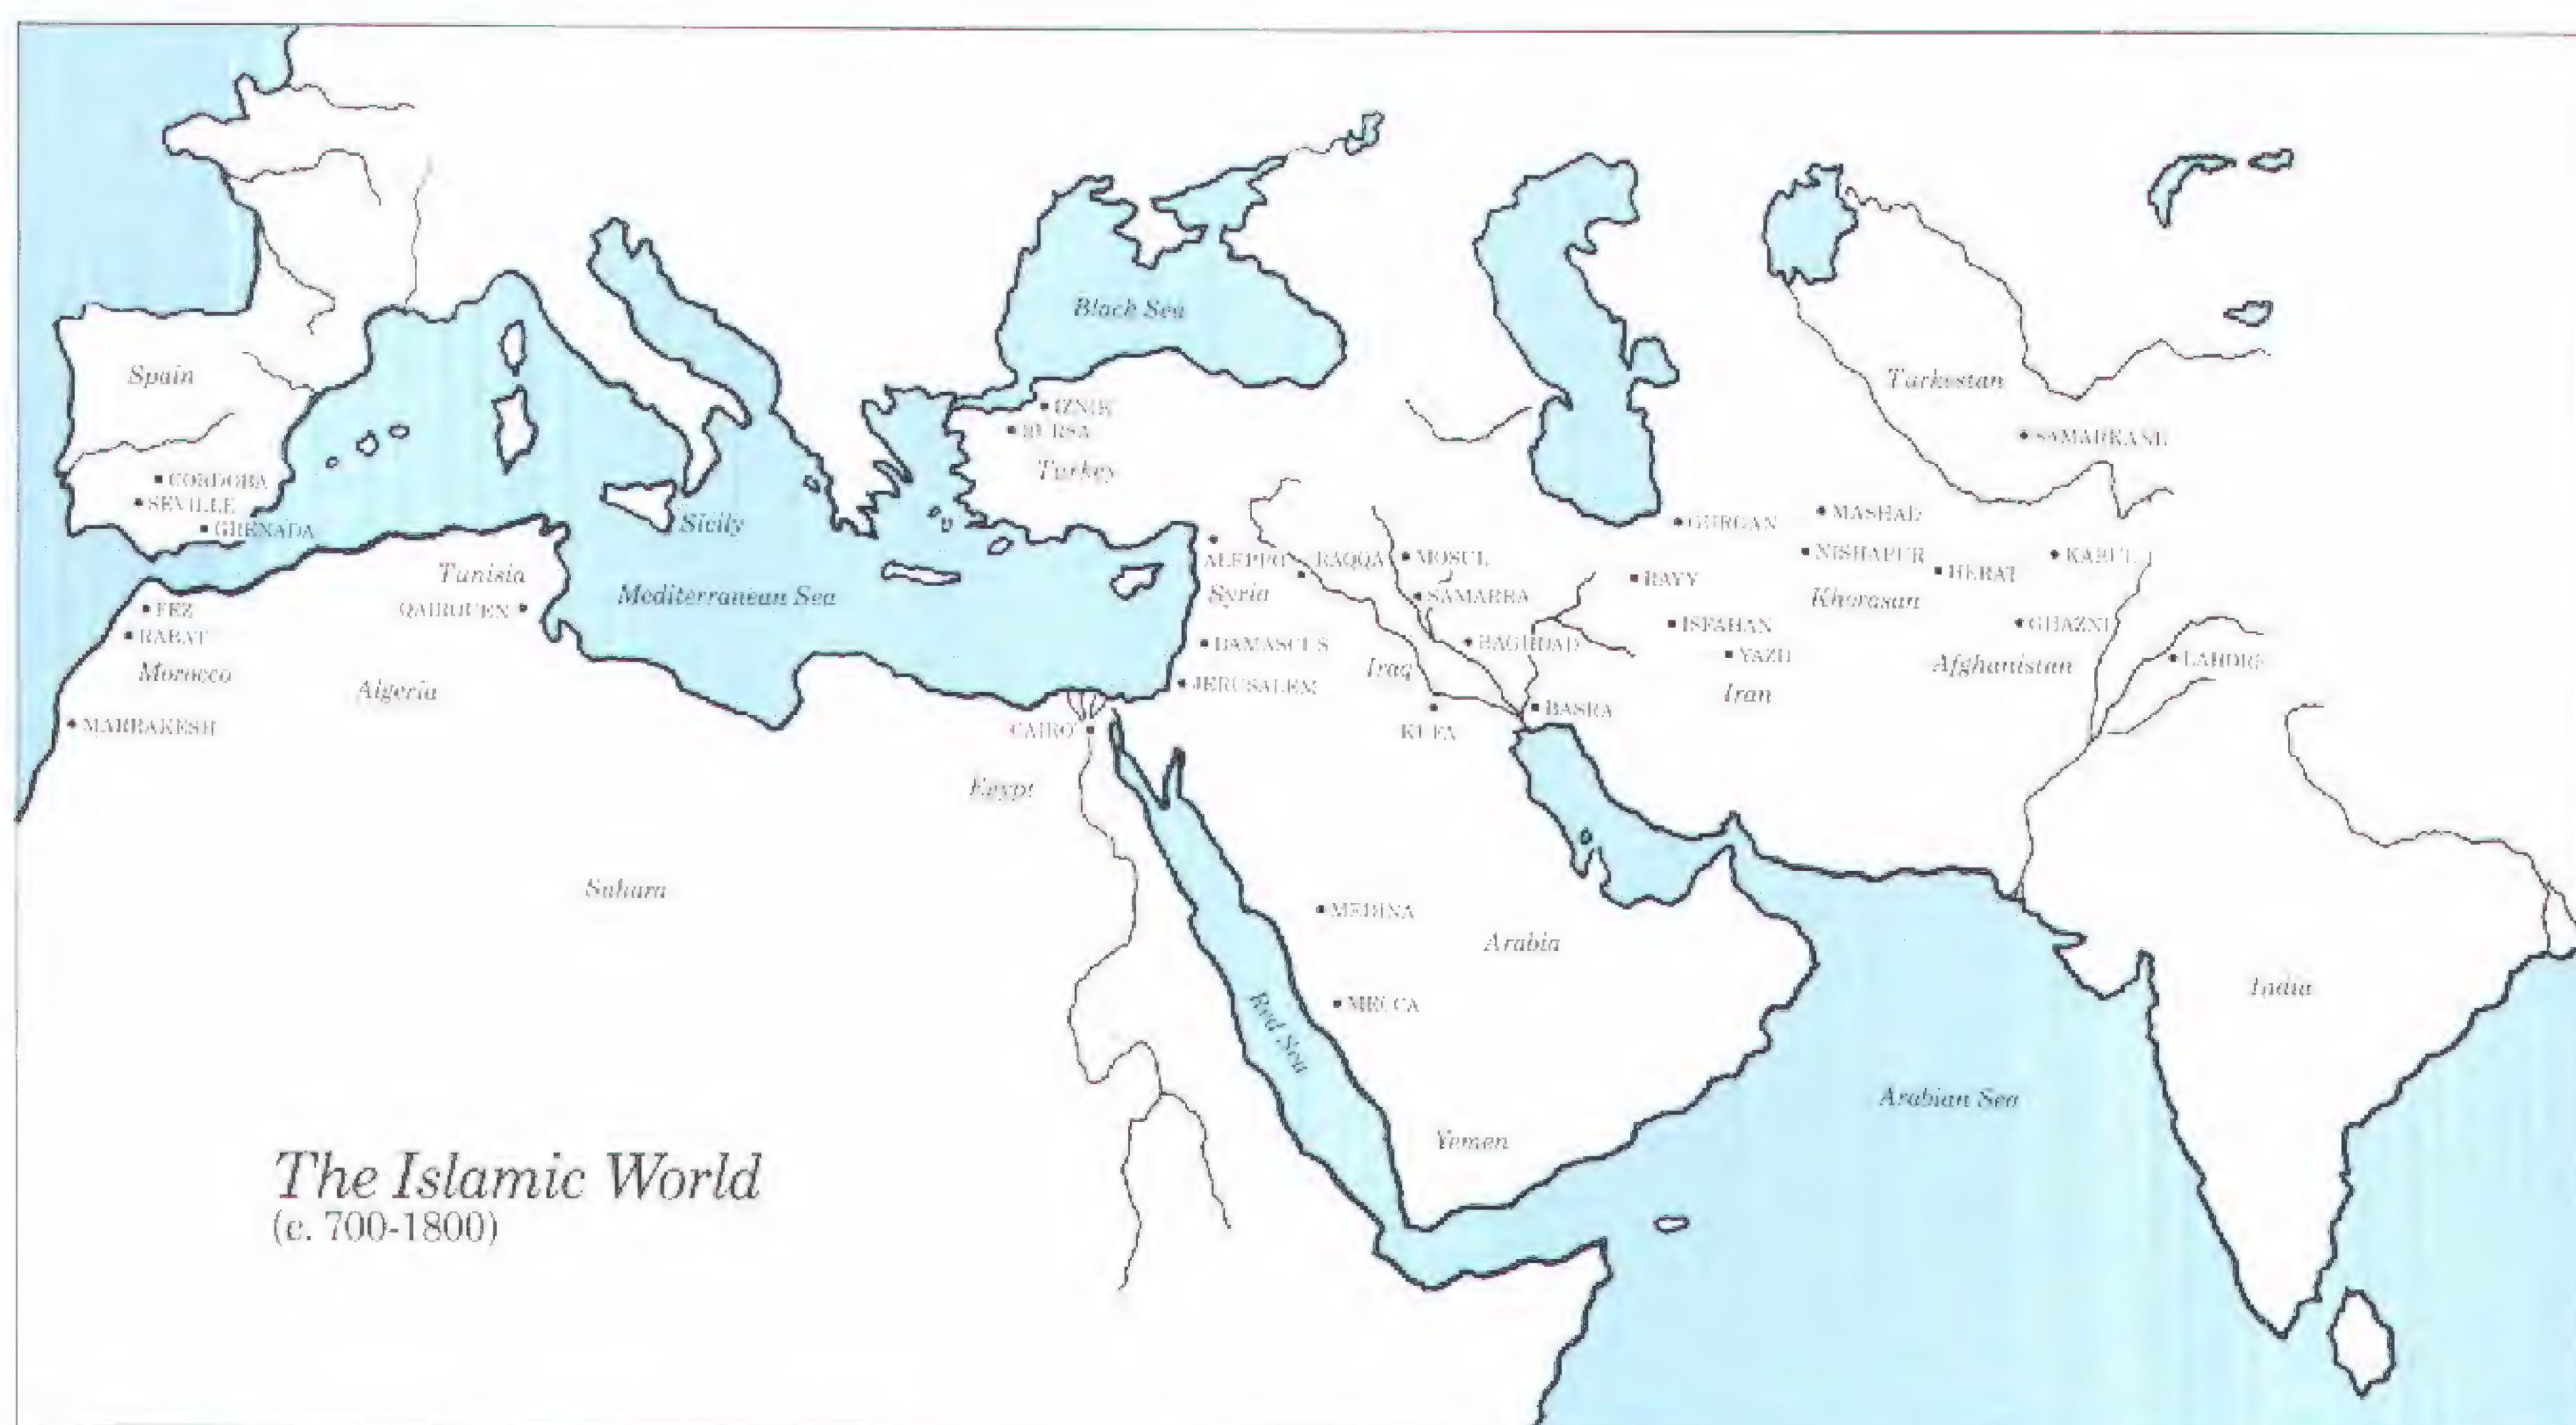 Black Sea
Spain
Turkestan
IZNIK
BURSA
SAMARKAND
Turkey
CORDOBA
SEVILLE
GRENADA
Sicily
GURGAN
MASHAD
ALEPPO
RAQQA
MOSUL
NISHAPUR
HERAT
KABUL
Tunisia
RAYY
Mediterranean Sea
Syria
SAMARRA
Khorasan
FEZ
QAIROUEN
RABAT
ISFAHAN
GHAZNI
DAMASCUS
BAGHDAD
YAZD
LAHORE
Morocco
Iraq
Afghanistan
Algeria
JERUSALEM
Iran
BASRA
MARRAKESH
CAIRO
KUFA
Egypt
Sahara
MEDINA
Arabia
India
MECCA
Red Sea
Arabian Sea
Yemen
The Islamic World
(c. 700-1800)